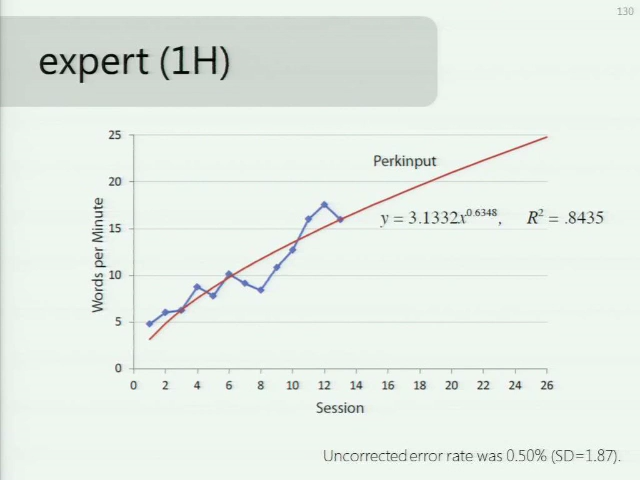 130
expert (1H)
25
20
15
10
5
0
Words per Minute
Perkinput
y = 3.1332x^0.6348, R² = .8435
0 2 4 6 8 10 12 14 16 18 20 22 24 26
Session
Uncorrected error rate was 0.50% (SD=1.87).